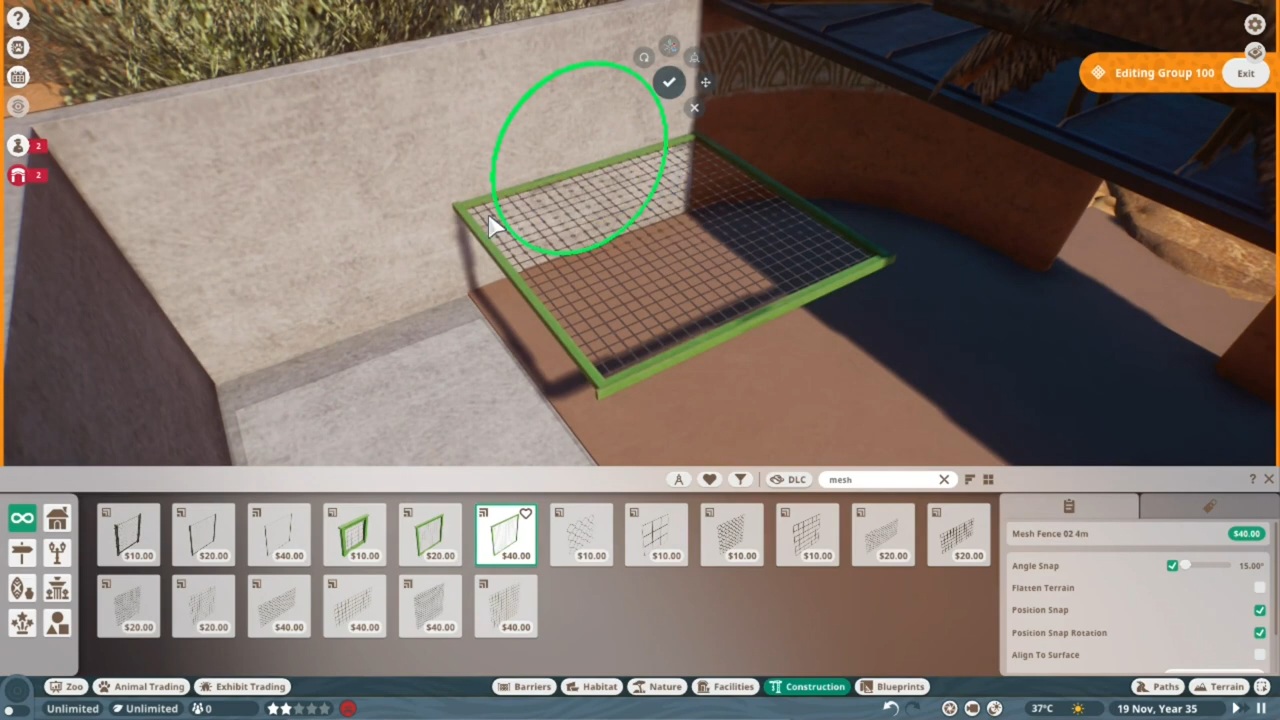 ?
Editing Group 100
Exit
2
2
DLC
mesh
?
$10.00
$20.00
$40.00
$10.00
$20.00
$40.00
$10.00
$10.00
$10.00
$10.00
$20.00
$20.00
$20.00
$20.00
$40.00
$40.00
$40.00
$40.00
Mesh Fence 02 4m
$40.00
Angle Snap
15.00°
Flatten Terrain
Position Snap
Position Snap Rotation
Align To Surface
Zoo
Animal Trading
Exhibit Trading
Barriers
Habitat
Nature
Facilities
Construction
Blueprints
Paths
Terrain
Unlimited
Unlimited
0
37°C
19 Nov, Year 35